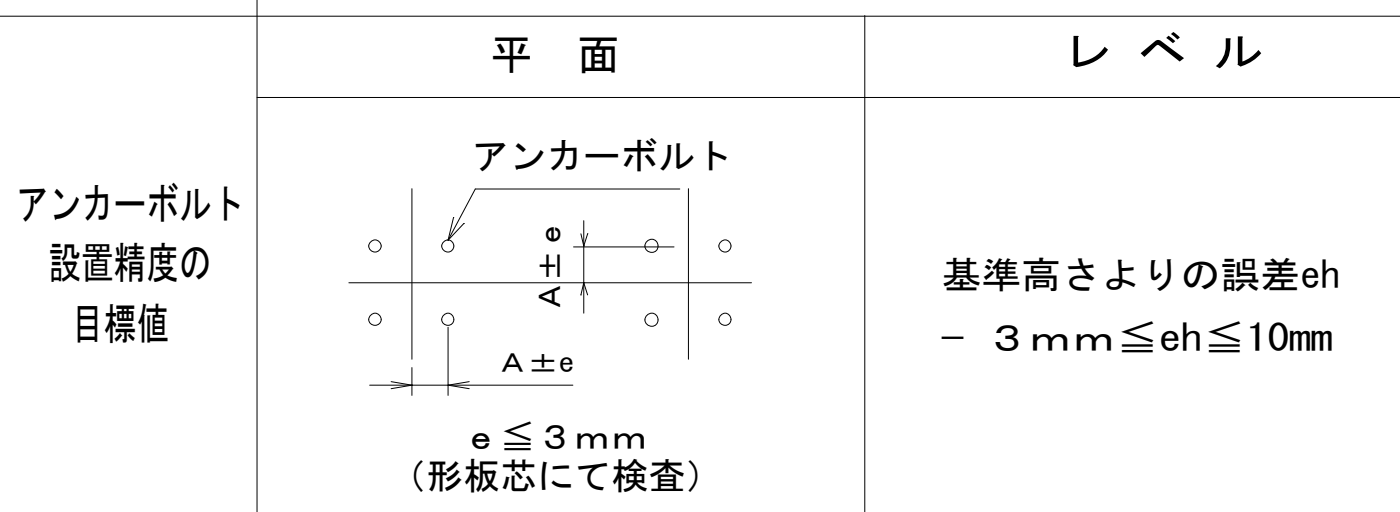 平　面
レ ベ ル
アンカーボルト
設置精度の
目標値
アンカーボルト
A±e
A±e
e≦3mm
（形板芯にて検査）
基準高さよりの誤差eh
－ 3mm≦eh≦10mm